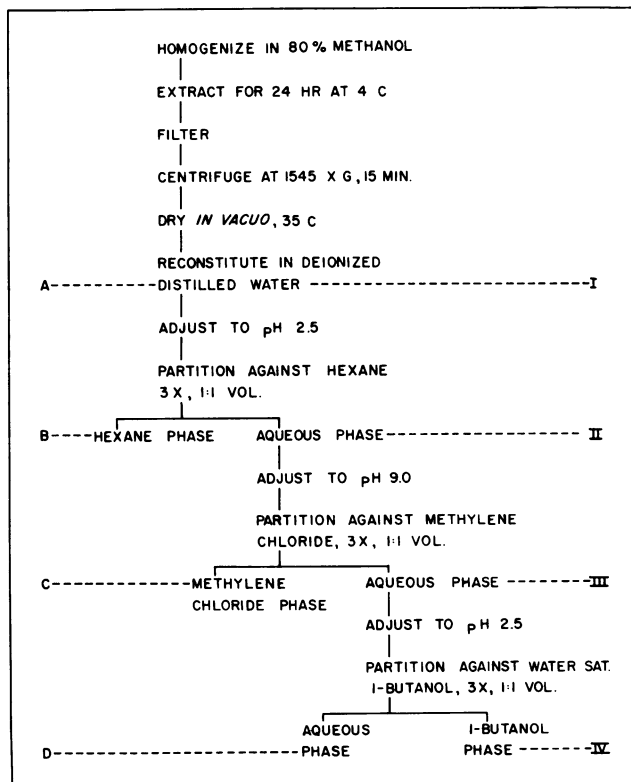 HOMOGENIZE IN 80% METHANOL
EXTRACT FOR 24 HR AT 4 C
FILTER
CENTRIFUGE AT 1545 X G, 15 MIN.
DRY IN VACUO, 35 C
RECONSTITUTE IN DEIONIZED
A DISTILLED WATER I
ADJUST TO pH 2.5
PARTITION AGAINST HEXANE
3X, 1:1 VOL.
B HEXANE PHASE AQUEOUS PHASE II
ADJUST TO pH 9.0
PARTITION AGAINST METHYLENE
CHLORIDE, 3X, 1:1 VOL.
C METHYLENE AQUEOUS PHASE III
CHLORIDE PHASE
ADJUST TO pH 2.5
PARTITION AGAINST WATER SAT.
1-BUTANOL, 3X, 1:1 VOL.
AQUEOUS 1-BUTANOL
D PHASE PHASE IV